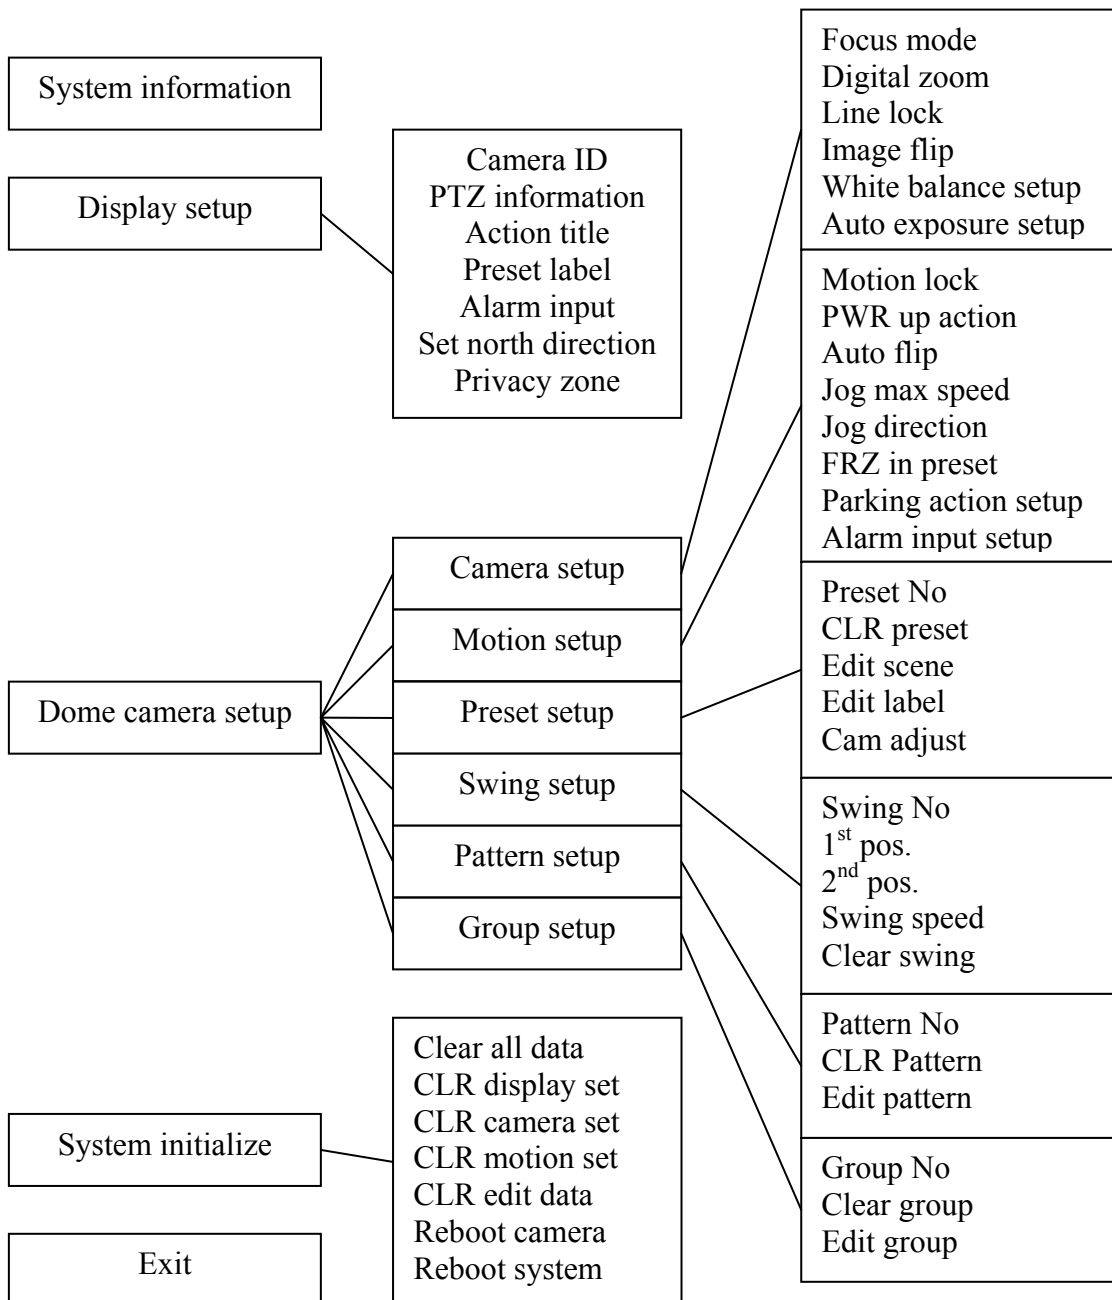 System information
Display setup
Camera ID
PTZ information
Action title
Preset label
Alarm input
Set north direction
Privacy zone
Dome camera setup
Camera setup
Motion setup
Preset setup
Swing setup
Pattern setup
Group setup
Focus mode
Digital zoom
Line lock
Image flip
White balance setup
Auto exposure setup
Motion lock
PWR up action
Auto flip
Jog max speed
Jog direction
FRZ in preset
Parking action setup
Alarm input setup
Preset No
CLR preset
Edit scene
Edit label
Cam adjust
Swing No
1st pos.
2nd pos.
Swing speed
Clear swing
Pattern No
CLR Pattern
Edit pattern
Group No
Clear group
Edit group
System initialize
Clear all data
CLR display set
CLR camera set
CLR motion set
CLR edit data
Reboot camera
Reboot system
Exit